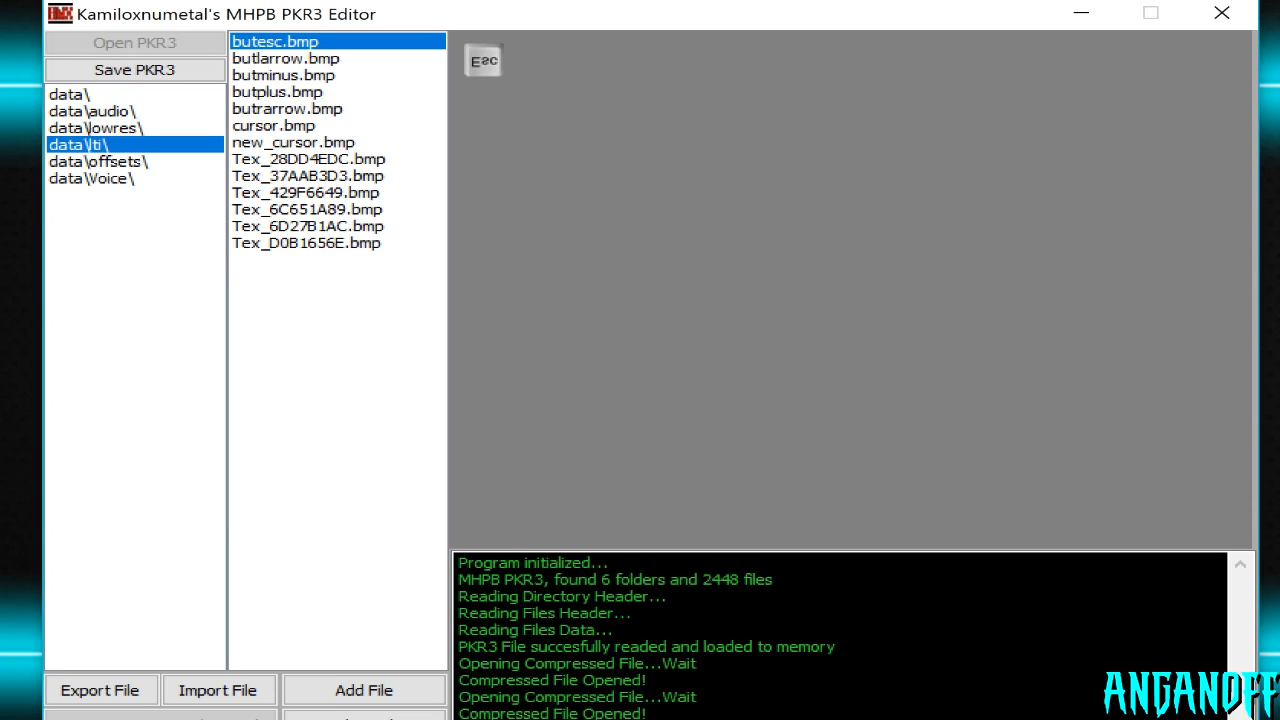 Kamiloxnumetal's MHPB PKR3 Editor
Open PKR3
Save PKR3
data\
data\audio\
data\lowres\
data\lti\
data\offsets\
data\Voice\
butesc.bmp
butlarrow.bmp
butminus.bmp
butplus.bmp
butrarrow.bmp
cursor.bmp
new_cursor.bmp
Tex_28DD4EDC.bmp
Tex_37AAB3D3.bmp
Tex_429F6649.bmp
Tex_6C651A89.bmp
Tex_6D27B1AC.bmp
Tex_D0B1656E.bmp
Esc
Program initialized...
MHPB PKR3, found 6 folders and 2448 files
Reading Directory Header...
Reading Files Header...
Reading Files Data...
PKR3 File succesfully readed and loaded to memory
Opening Compressed File...Wait
Compressed File Opened!
Opening Compressed File...Wait
Compressed File Opened!
Export File
Import File
Add File
ANGANOFF